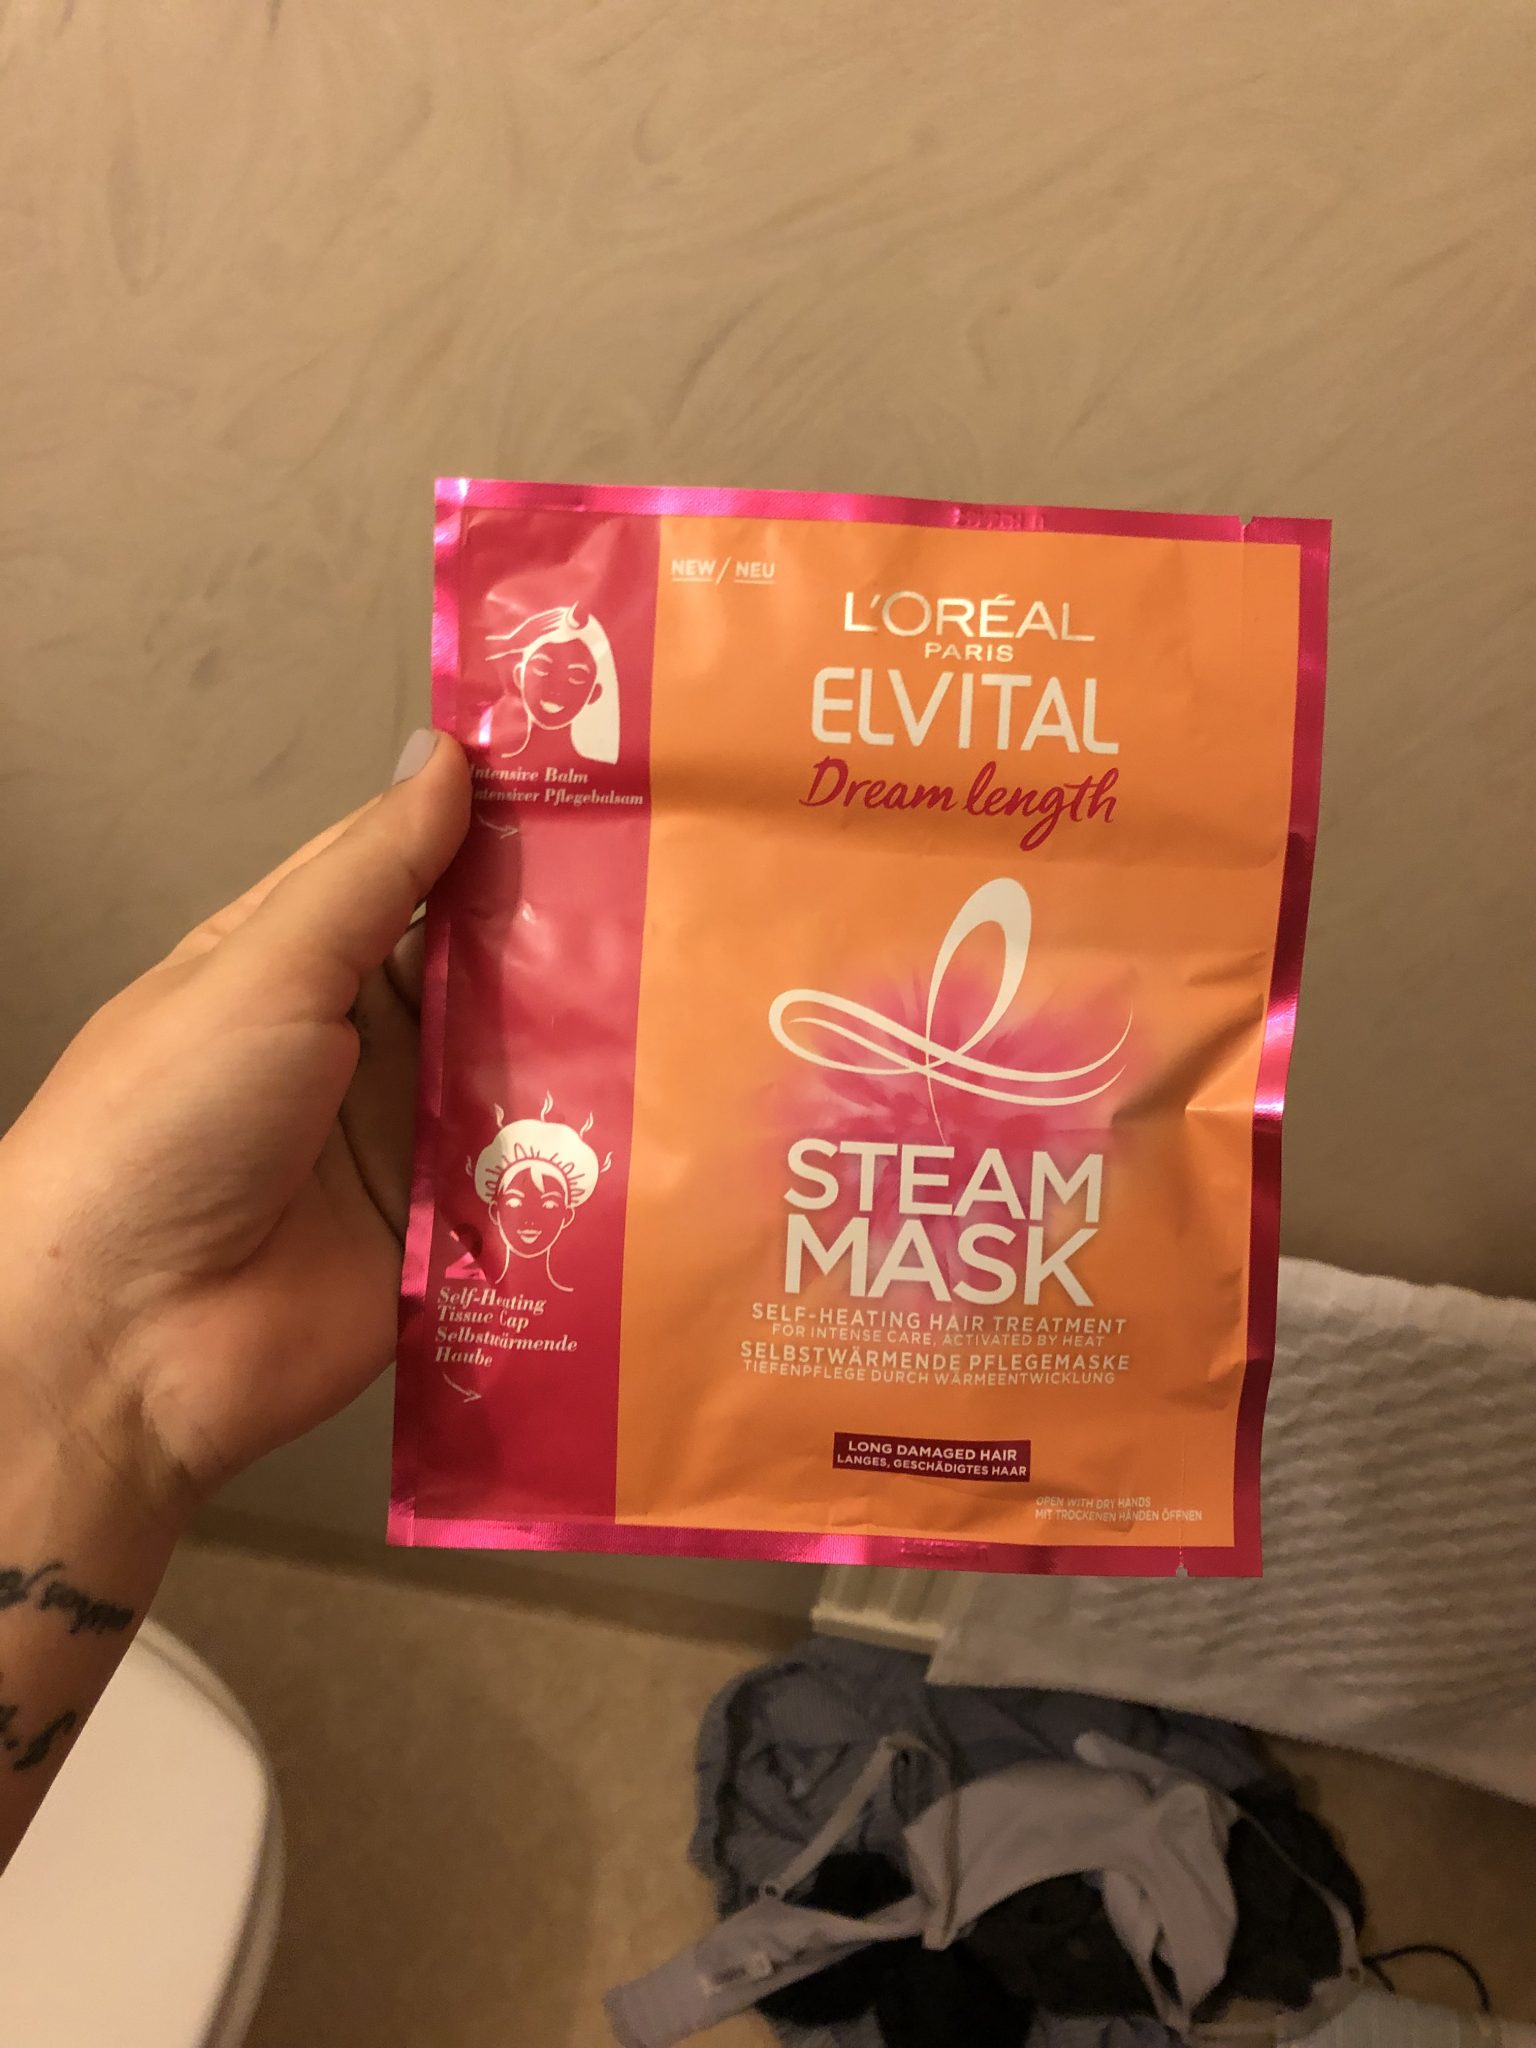 NEW / NEU
L'ORÉAL
PARIS
ELVITAL
Dream length
Intensive Balm
Intensiver Pflegebalsam
2
Self-Heating
Tissue Cap
Selbstwärmende
Haube
STEAM
MASK
SELF-HEATING HAIR TREATMENT
FOR INTENSE CARE, ACTIVATED BY HEAT
SELBSTWÄRMENDE PFLEGEMASKE
TIEFENPFLEGE DURCH WÄRMEENTWICKLUNG
LONG DAMAGED HAIR
LANGES, GESCHÄDIGTES HAAR
OPEN WITH DRY HANDS
MIT TROCKENEN HÄNDEN ÖFFNEN